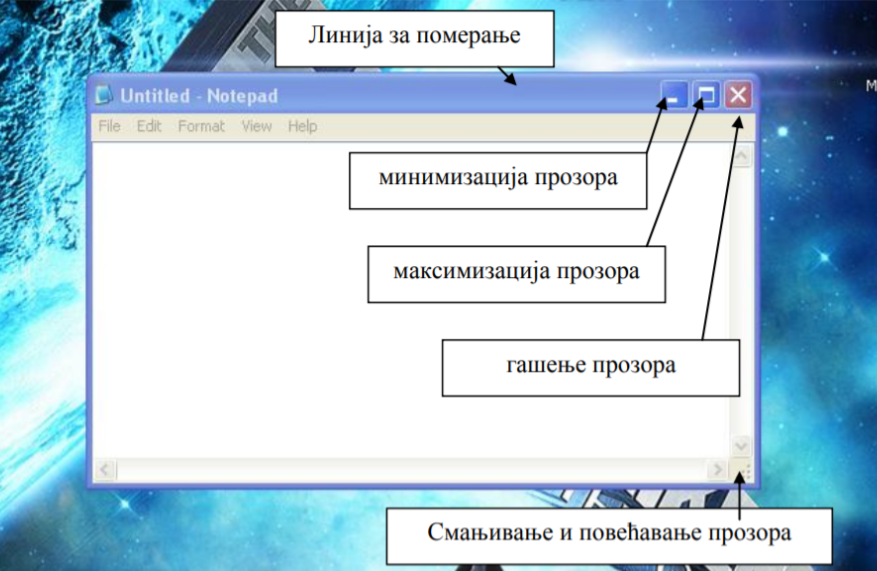 Линија за померање
Untitled - Notepad
File Edit Format View Help
минимизација прозора
максимизација прозора
гашење прозора
Смањивање и повећавање прозора